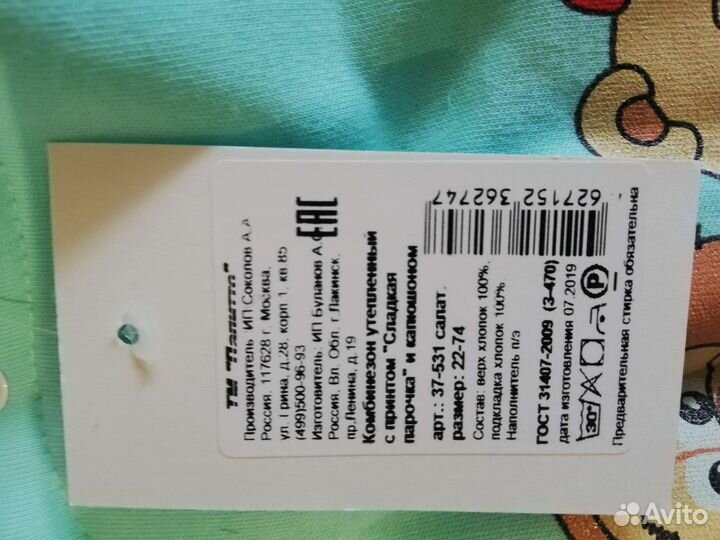 ТМ "Папитто"
Производитель ИП Соколов А.А
Россия, 117628 г. Москва,
ул. Грина, д.28, корп 1, кв.85
(499)500-96-93
Изготовитель: ИП Буланов А.С
Россия, Вл. Обл. г.Лакинск,
пр.Ленина, д.19
EAC
Комбинезон утепленный
с принтом "Сладкая
парочка" и капюшоном
арт.: 37-531 салат.
размер: 22-74
Состав: верх хлопок 100%,
подкладка хлопок 100%.
Наполнитель п/э
ГОСТ 31407-2009 (3-470)
дата изготовления 07.2019
30°
P
Предварительная стирка обязательна
627152 362747
Avito